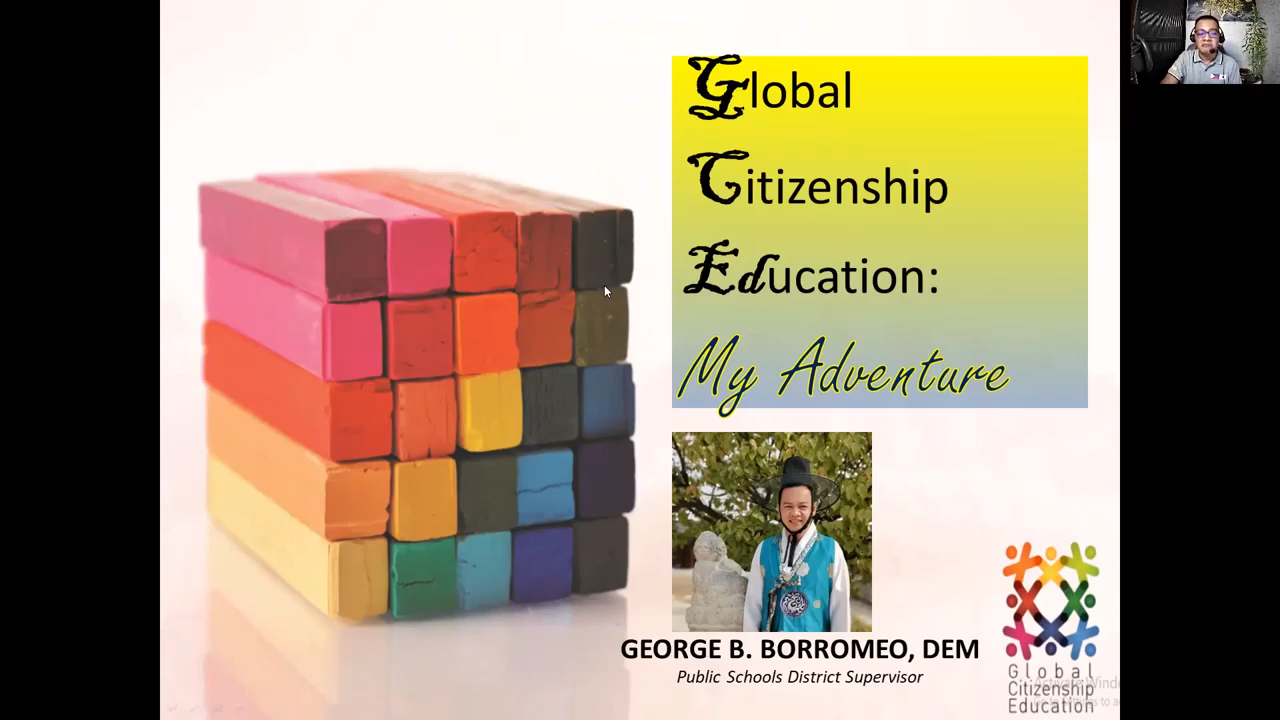 Global
Citizenship
Education:
My Adventure
GEORGE B. BORROMEO, DEM
Public Schools District Supervisor
Global
Citizenship
Education